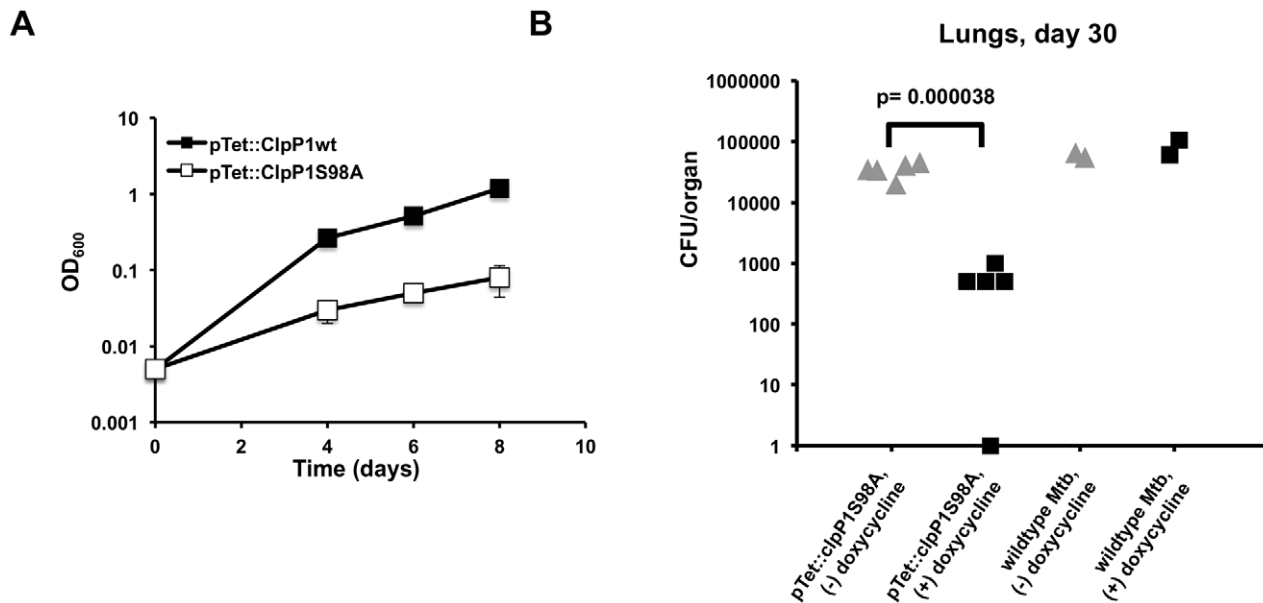 A
10
1
0.1
0.01
0.001
OD600
pTet::ClpP1wt
pTet::ClpP1S98A
0 2 4 6 8 10
Time (days)
B
Lungs, day 30
p= 0.000038
1000000
100000
10000
1000
100
10
1
CFU/organ
pTet::clpP1S98A,
(-) doxycycline
pTet::clpP1S98A,
(+) doxycycline
wildtype Mtb,
(-) doxycycline
wildtype Mtb,
(+) doxycycline